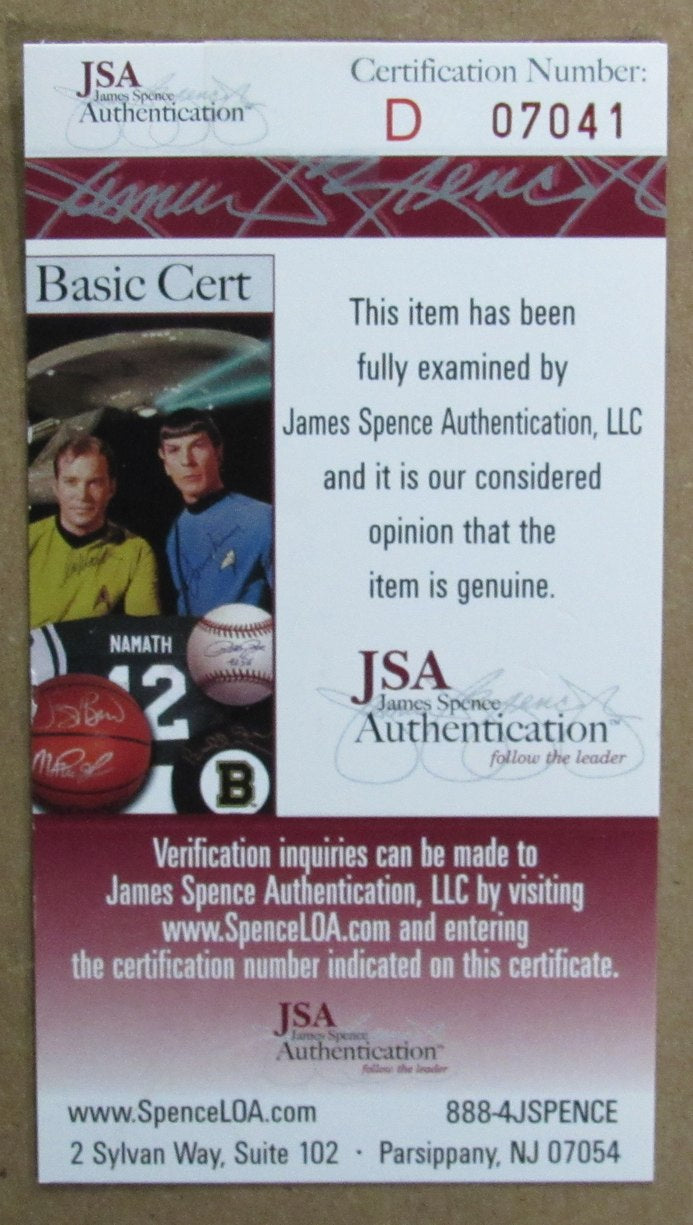 JSA
James Spence
Authentication™
Certification Number:
D 07041
Basic Cert
This item has been
fully examined by
James Spence Authentication, LLC
and it is our considered
opinion that the
item is genuine.
NAMATH
12
B
JSA
James Spence
Authentication™
follow the leader
Verification inquiries can be made to
James Spence Authentication, LLC by visiting
www.SpenceLOA.com and entering
the certification number indicated on this certificate.
JSA
James Spence
Authentication™
follow the leader
www.SpenceLOA.com 888-4JSPENCE
2 Sylvan Way, Suite 102 · Parsippany, NJ 07054